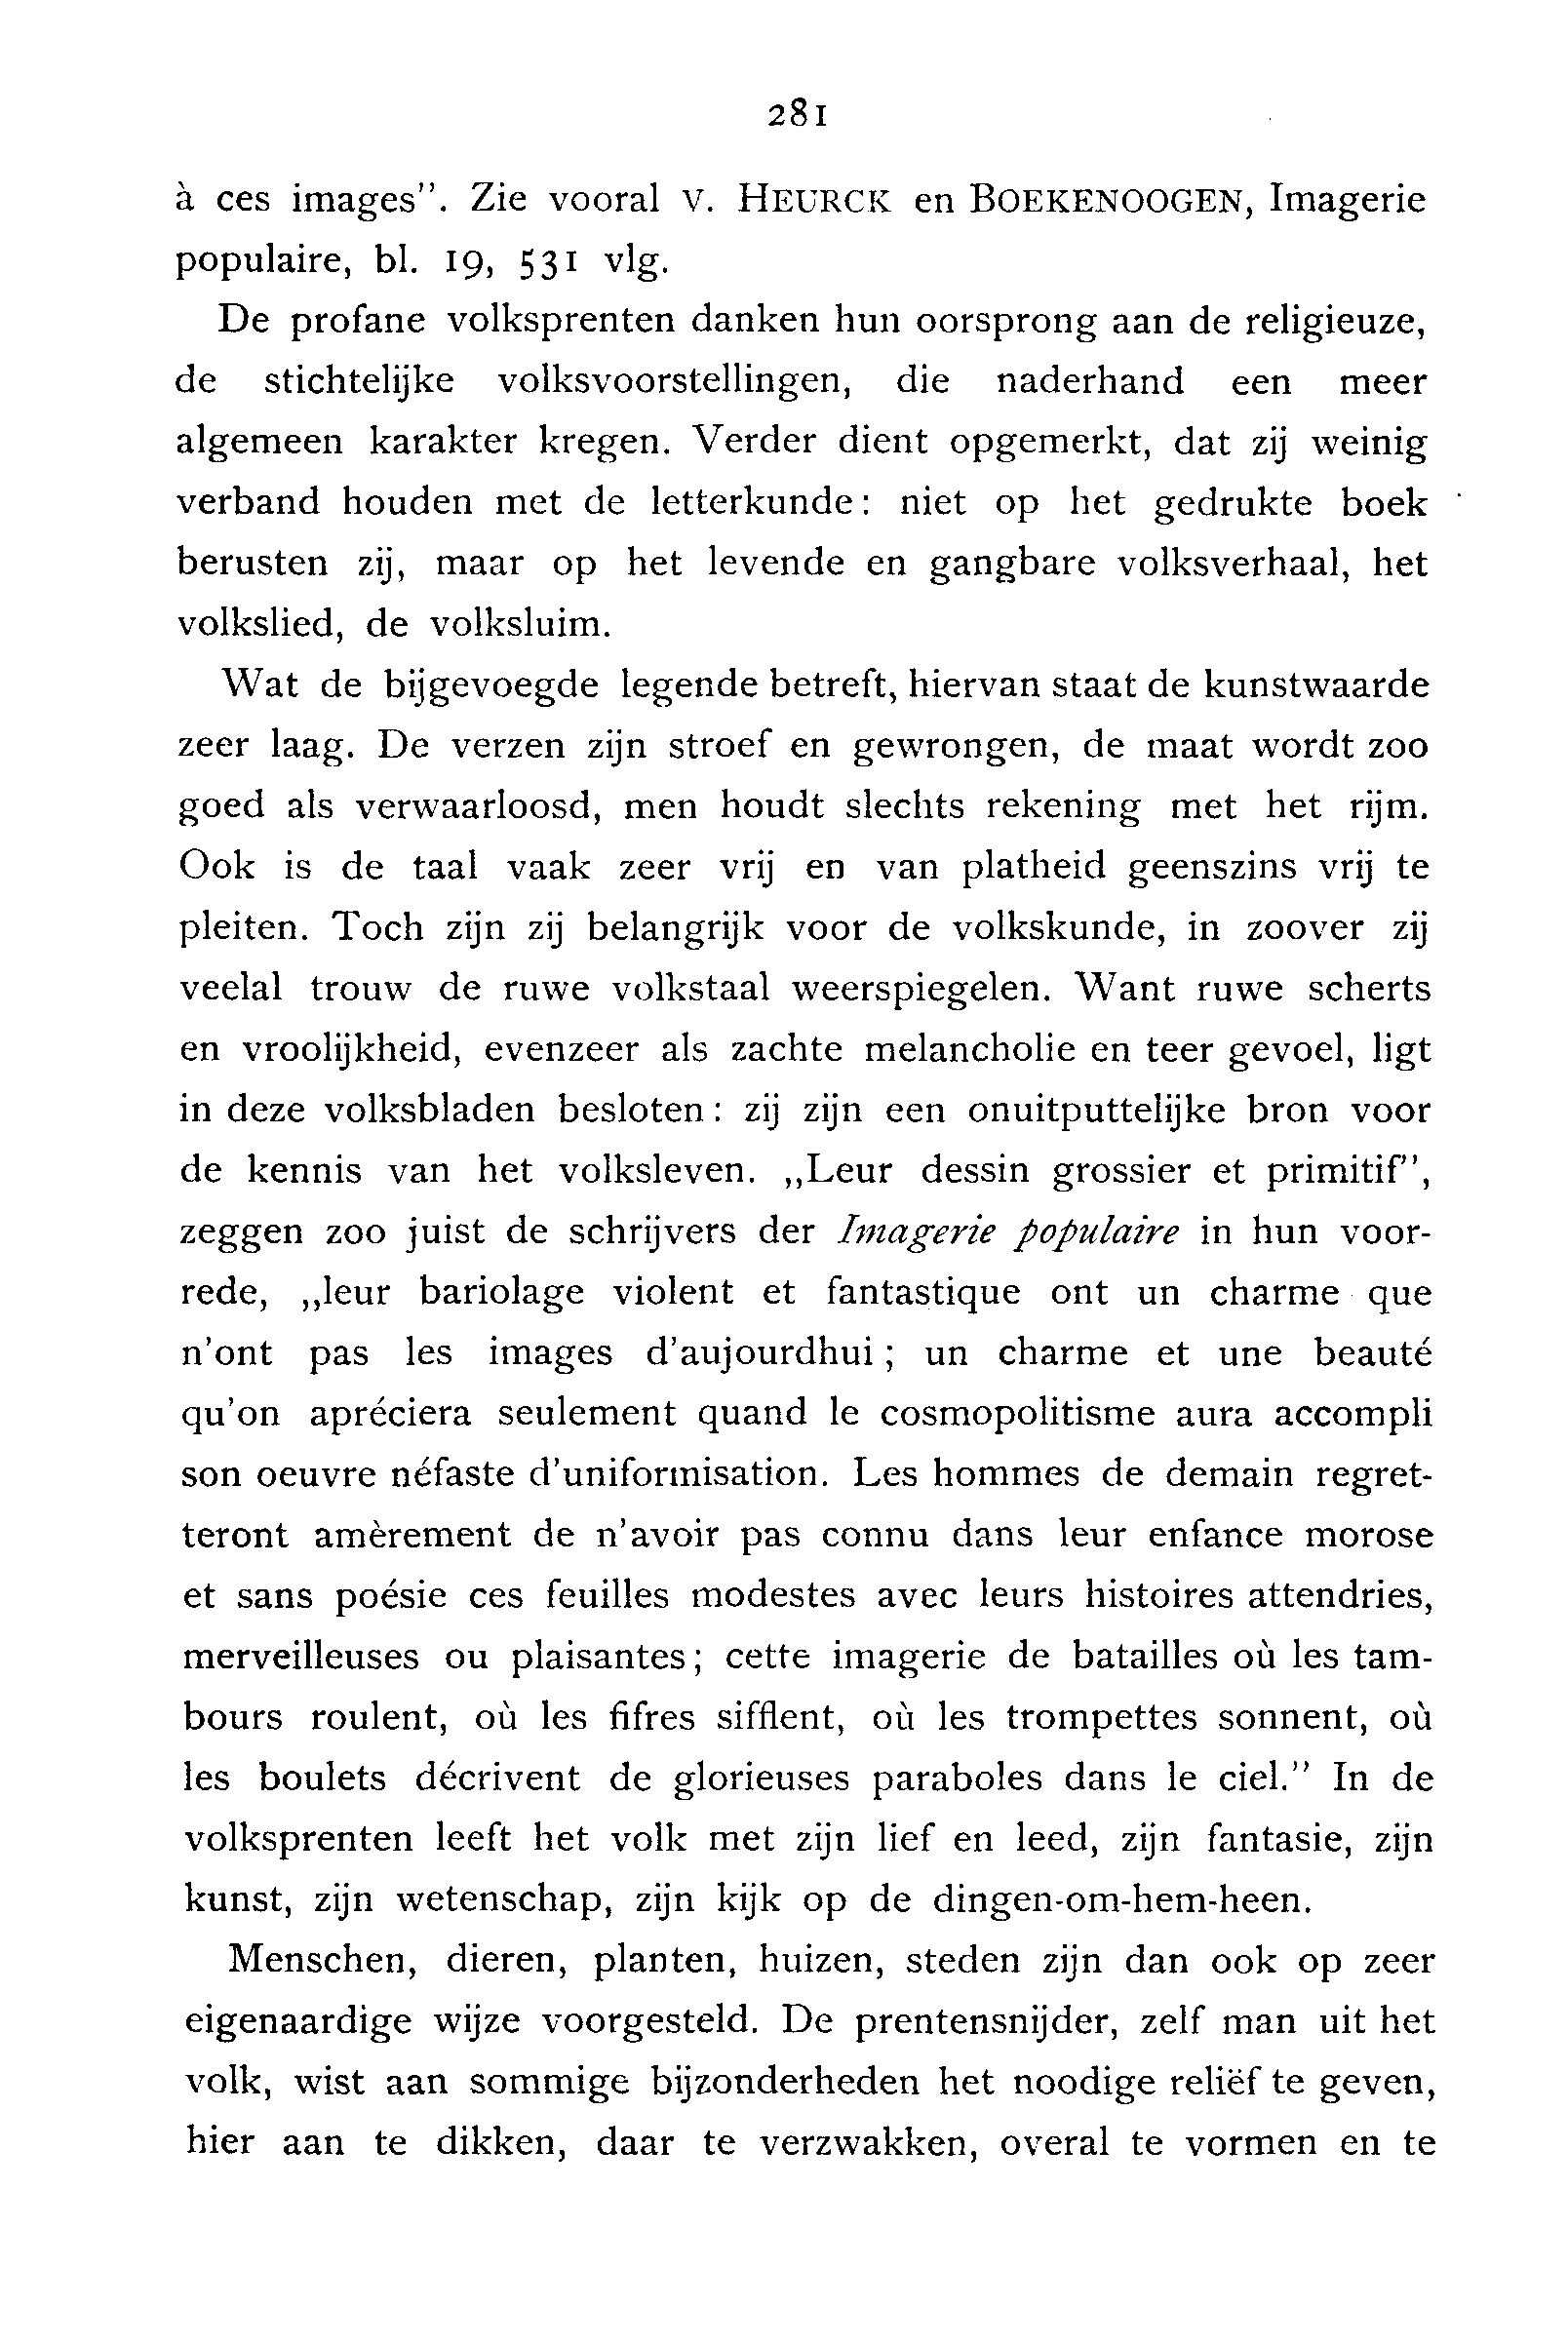 281
à ces images”. Zie vooral v. HEURCK en BOEKENOOGEN, Imagerie
populaire, bl. 19, 531 vlg.
De profane volksprenten danken hun oorsprong aan de religieuze,
de stichtelijke volksvoorstellingen, die naderhand een meer
algemeen karakter kregen. Verder dient opgemerkt, dat zij weinig
verband houden met de letterkunde: niet op het gedrukte boek
berusten zij, maar op het levende en gangbare volksverhaal, het
volkslied, de volksluim.
Wat de bijgevoegde legende betreft, hiervan staat de kunstwaarde
zeer laag. De verzen zijn stroef en gewrongen, de maat wordt zoo
goed als verwaarloosd, men houdt slechts rekening met het rijm.
Ook is de taal vaak zeer vrij en van platheid geenszins vrij te
pleiten. Toch zijn zij belangrijk voor de volkskunde, in zoover zij
veelal trouw de ruwe volkstaal weerspiegelen. Want ruwe scherts
en vroolijkheid, evenzeer als zachte melancholie en teer gevoel, ligt
in deze volksbladen besloten: zij zijn een onuitputtelijke bron voor
de kennis van het volksleven. „Leur dessin grossier et primitif”,
zeggen zoo juist de schrijvers der Imagerie populaire in hun voor-
rede, „leur bariolage violent et fantastique ont un charme que
n'ont pas les images d'aujourdhui; un charme et une beauté
qu'on apréciera seulement quand le cosmopolitisme aura accompli
son oeuvre néfaste d'uniformisation. Les hommes de demain regret-
teront amèrement de n'avoir pas connu dans leur enfance morose
et sans poésie ces feuilles modestes avec leurs histoires attendries,
merveilleuses ou plaisantes; cette imagerie de batailles où les tam-
bours roulent, où les fifres sifflent, où les trompettes sonnent, où
les boulets décrivent de glorieuses paraboles dans le ciel.” In de
volksprenten leeft het volk met zijn lief en leed, zijn fantasie, zijn
kunst, zijn wetenschap, zijn kijk op de dingen-om-hem-heen.
Menschen, dieren, planten, huizen, steden zijn dan ook op zeer
eigenaardige wijze voorgesteld. De prentensnijder, zelf man uit het
volk, wist aan sommige bijzonderheden het noodige reliëf te geven,
hier aan te dikken, daar te verzwakken, overal te vormen en te